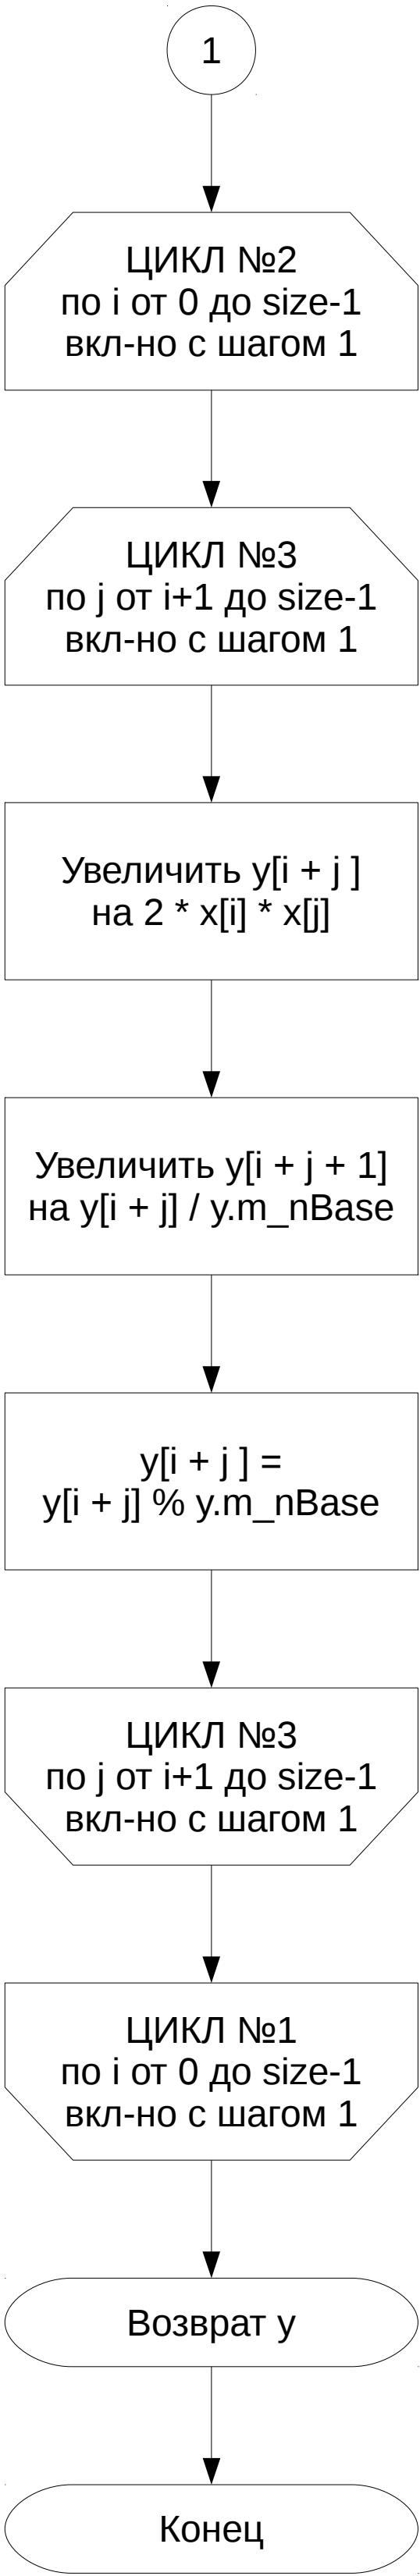 1
ЦИКЛ №2
по i от 0 до size-1
вкл-но с шагом 1
ЦИКЛ №3
по j от i+1 до size-1
вкл-но с шагом 1
Увеличить y[i + j ]
на 2 * x[i] * x[j]
Увеличить y[i + j + 1]
на y[i + j] / y.m_nBase
y[i + j ] =
y[i + j] % y.m_nBase
ЦИКЛ №3
по j от i+1 до size-1
вкл-но с шагом 1
ЦИКЛ №1
по i от 0 до size-1
вкл-но с шагом 1
Возврат y
Конец